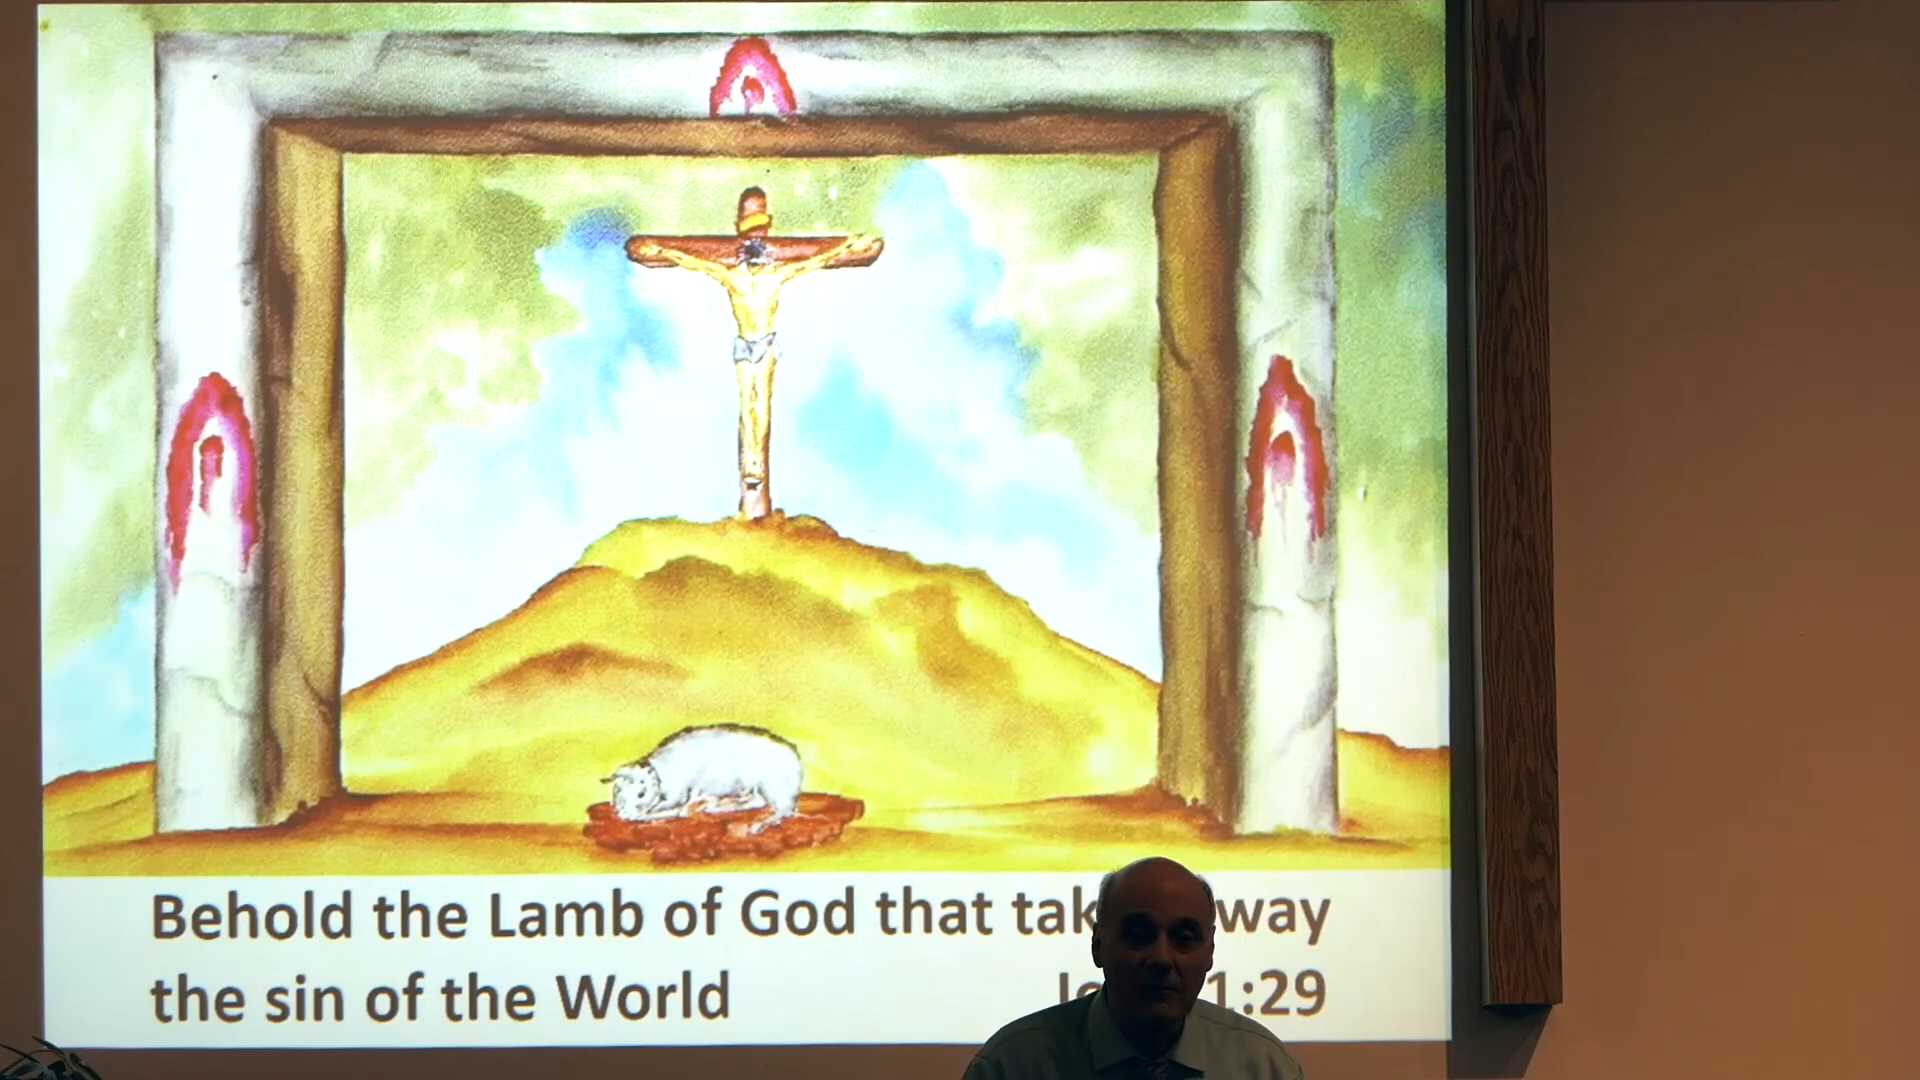 Behold the Lamb of God that tak way
the sin of the World 1:29